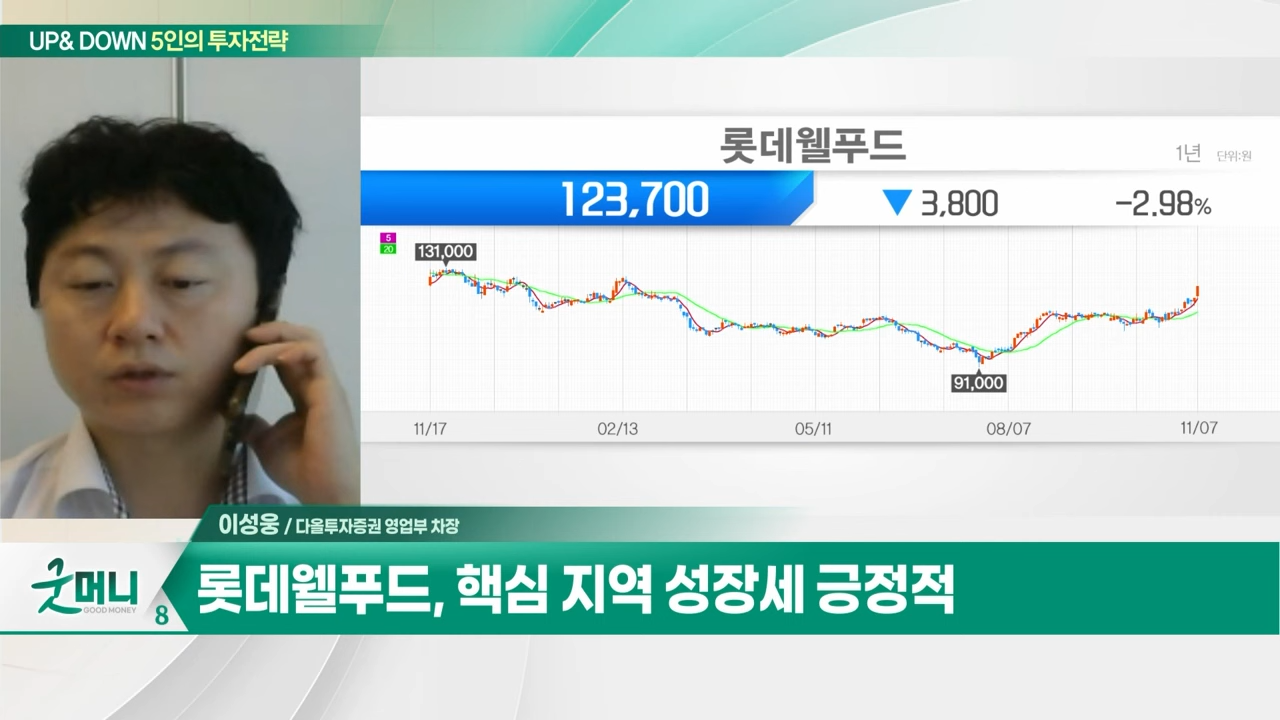 UP& DOWN 5인의 투자전략
롯데웰푸드
1년 단위:원
123,700 ▼ 3,800 -2.98%
5
20
131,000
91,000
11/17 02/13 05/11 08/07 11/07
이성웅 / 다올투자증권 영업부 차장
굿머니
GOOD MONEY
8
롯데웰푸드, 핵심 지역 성장세 긍정적